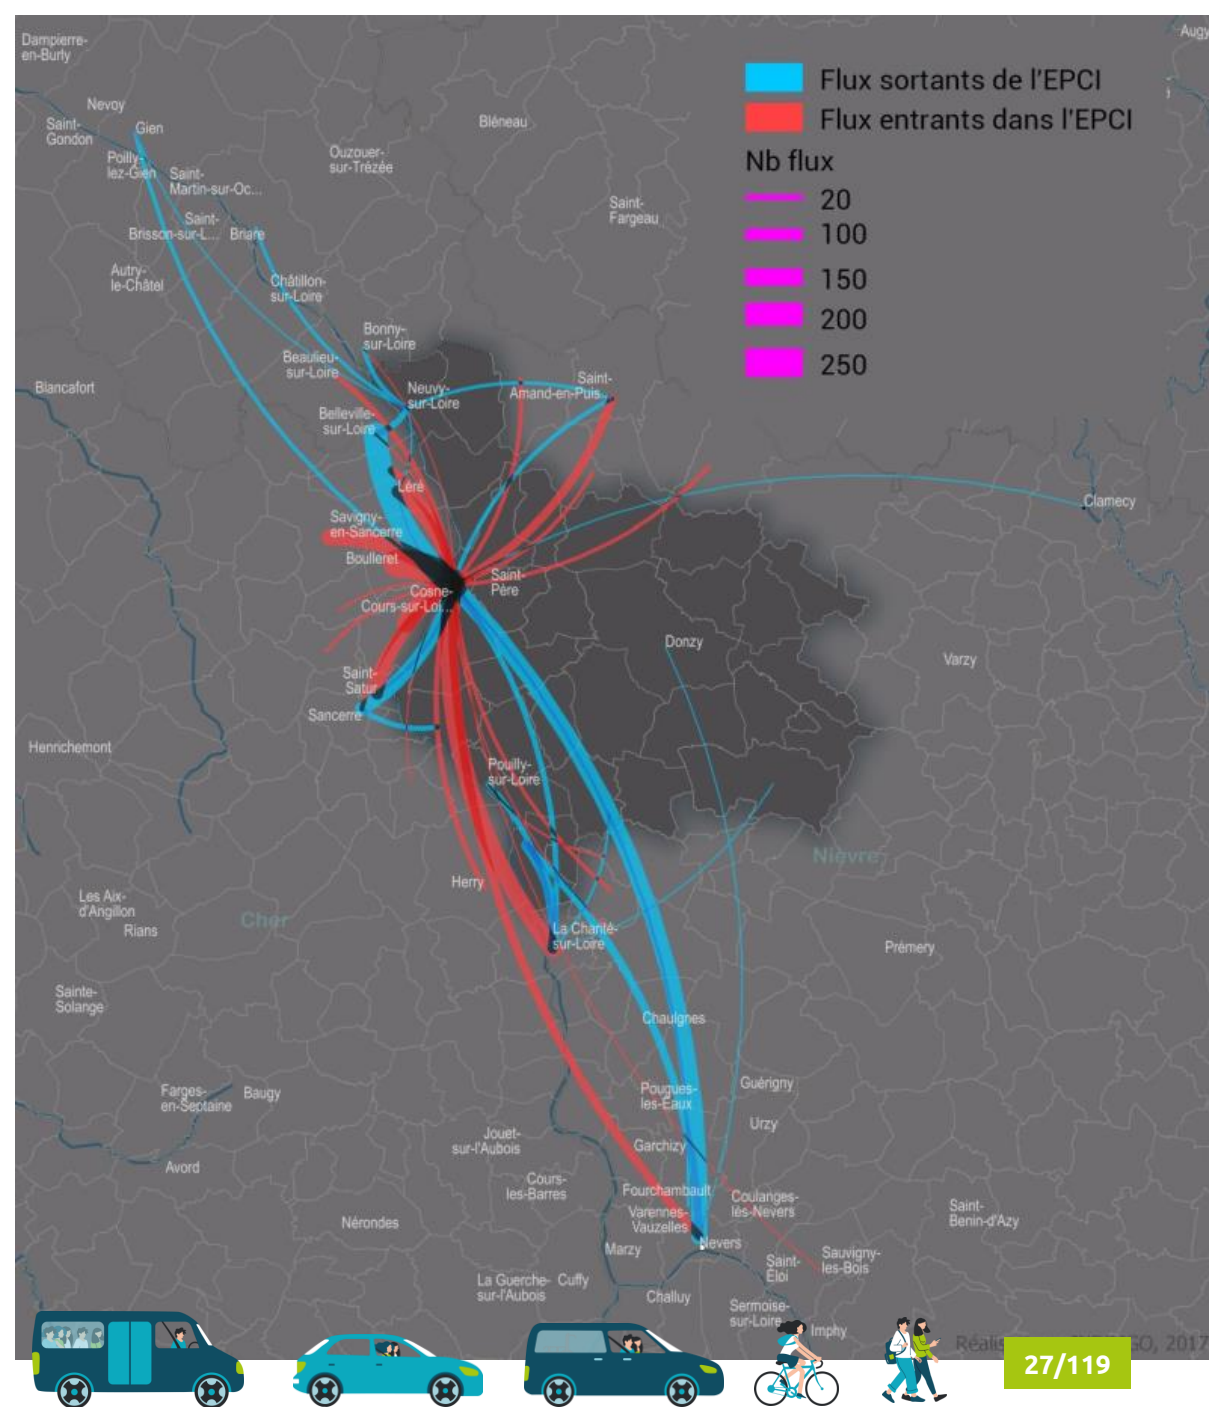 Dampierre-
en-Burly
Augy
Flux sortants de l'EPCI
Flux entrants dans l'EPCI
Nb flux
20
100
150
200
250
Nevoy
Saint-
Gondon
Gien
Bléneau
Poilly-
lez-Gien
Saint-
Martin-sur-Oc...
Ouzouer-
sur-Trézée
Saint-
Brisson-sur-L...
Briare
Saint-
Fargeau
Autry-
le-Châtel
Châtillon-
sur-Loire
Bonny-
sur-Loire
Beaulieu-
sur-Loire
Blancafort
Neuvy-
sur-Loire
Saint-
Amand-en-Puis...
Belleville-
sur-Loire
Léré
Clamecy
Savigny-
en-Sancerre
Boulleret
Cosne-
Cours-sur-Loi...
Saint-
Père
Donzy
Varzy
Saint-
Satur
Sancerre
Henrichemont
Pouilly-
sur-Loire
Nièvre
Herry
Les Aix-
d'Angillon
Rians
Cher
La Charité-
sur-Loire
Prémery
Sainte-
Solange
Chaulgnes
Farges-
en-Septaine
Baugy
Pougues-
les-Eaux
Guérigny
Urzy
Jouet-
sur-l'Aubois
Garchizy
Avord
Cours-
les-Barres
Fourchambault
Coulanges-
lès-Nevers
Varennes-
Vauzelles
Saint-
Benin-d'Azy
Nérondes
Nevers
Marzy
Saint-
Éloi
Sauvigny-
les-Bois
La Guerche-
sur-l'Aubois
Cuffy
Challuy
Sermoise-
sur-Loire
Imphy
GO, 2017
27/119